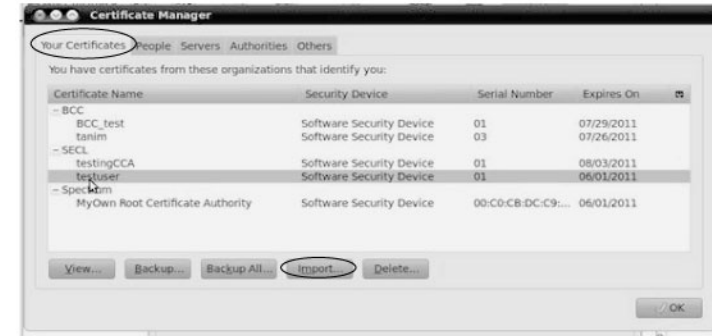 Certificate Manager
Your Certificates People Servers Authorities Others
You have certificates from these organizations that identify you:
Certificate Name Security Device Serial Number Expires On
− BCC
BCC_test Software Security Device 01 07/29/2011
tanim Software Security Device 03 07/26/2011
− SECL
testingCCA Software Security Device 01 08/03/2011
testuser Software Security Device 01 06/01/2011
− Spectrum
MyOwn Root Certificate Authority Software Security Device 00:C0:CB:DC:C9:... 06/01/2011
View... Backup... Backup All... Import... Delete...
OK